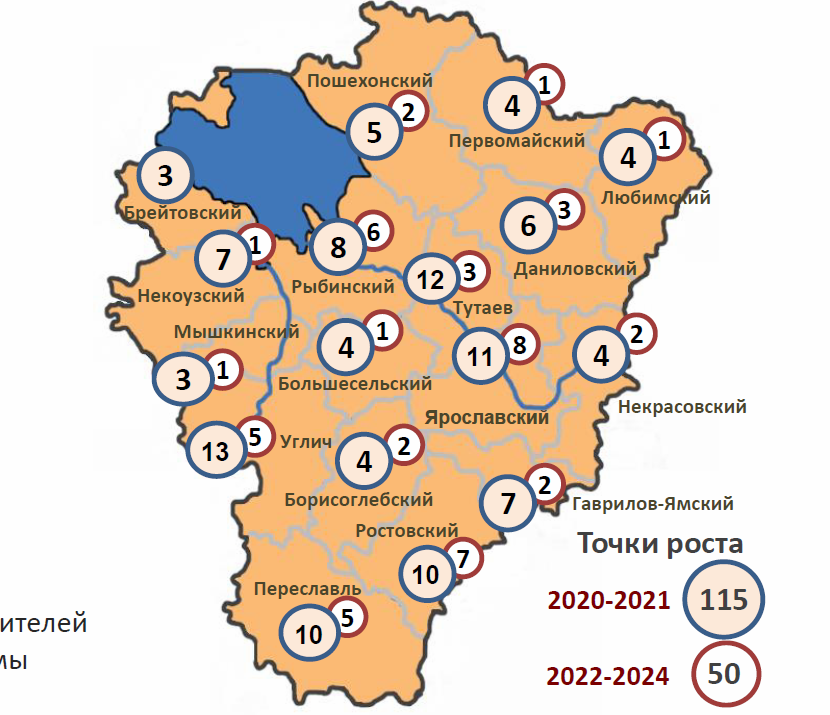 Пошехонский
5
2
4
1
Первомайский
4
1
Любимский
3
Брейтовский
6
3
Даниловский
7
1
Некоузский
8
6
Рыбинский
12
3
Тутаев
Мышкинский
3
1
4
1
Большесельский
11
8
Ярославский
4
2
Некрасовский
13
5
Углич
4
2
Борисоглебский
7
2
Гаврилов-Ямский
Ростовский
10
7
Переславль
10
5
Точки роста
2020-2021
115
2022-2024
50
ителей
мы